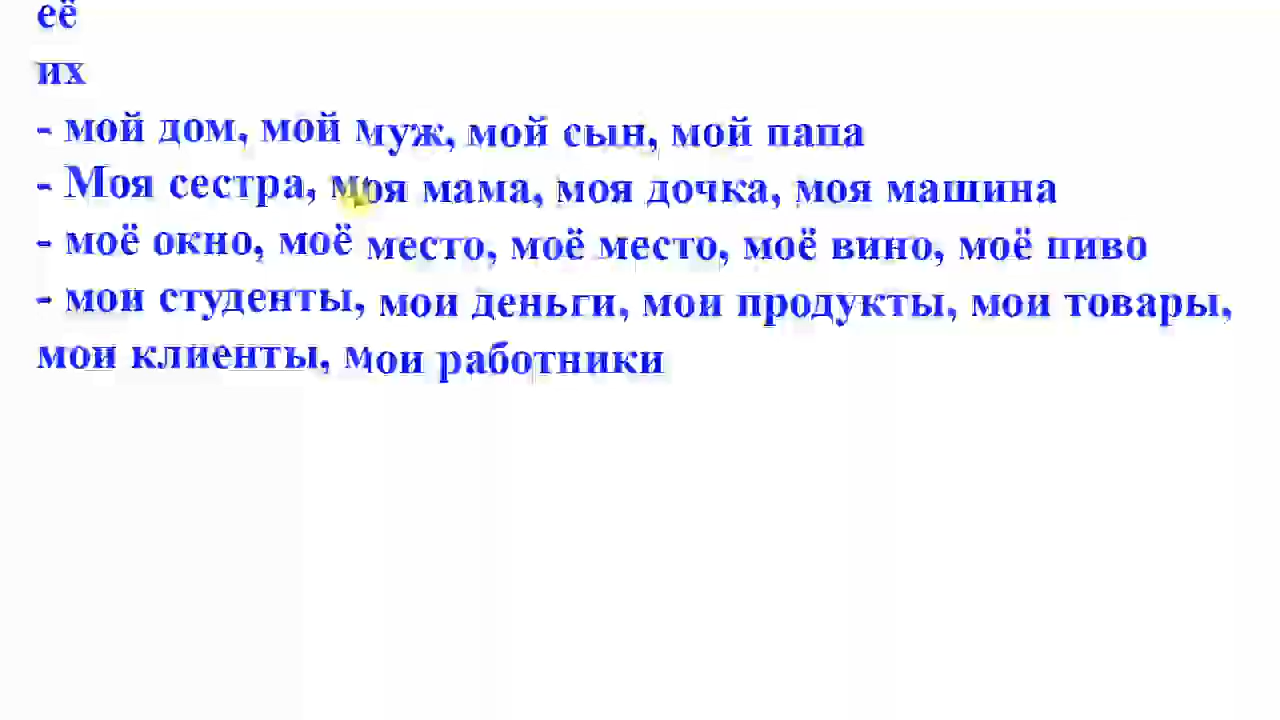 её
их
- мой дом, мой муж, мой сын, мой папа
- Моя сестра, моя мама, моя дочка, моя машина
- моё окно, моё место, моё место, моё вино, моё пиво
- мои студенты, мои деньги, мои продукты, мои товары,
мои клиенты, мои работники